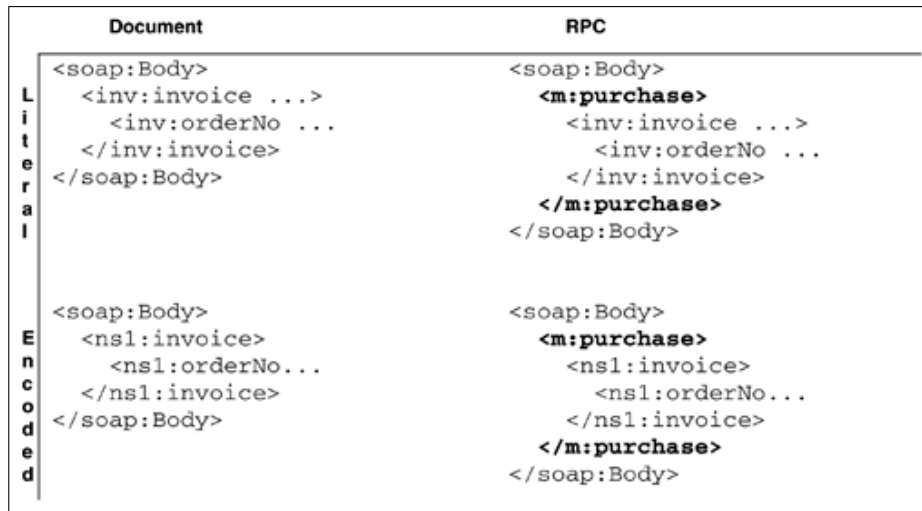 Document RPC
Literal
<soap:Body>
<inv:invoice ...>
<inv:orderNo ...
</inv:invoice>
</soap:Body>
<soap:Body>
<m:purchase>
<inv:invoice ...>
<inv:orderNo ...
</inv:invoice>
</m:purchase>
</soap:Body>
Encoded
<soap:Body>
<ns1:invoice>
<ns1:orderNo...
</ns1:invoice>
</soap:Body>
<soap:Body>
<m:purchase>
<ns1:invoice>
<ns1:orderNo...
</ns1:invoice>
</m:purchase>
</soap:Body>